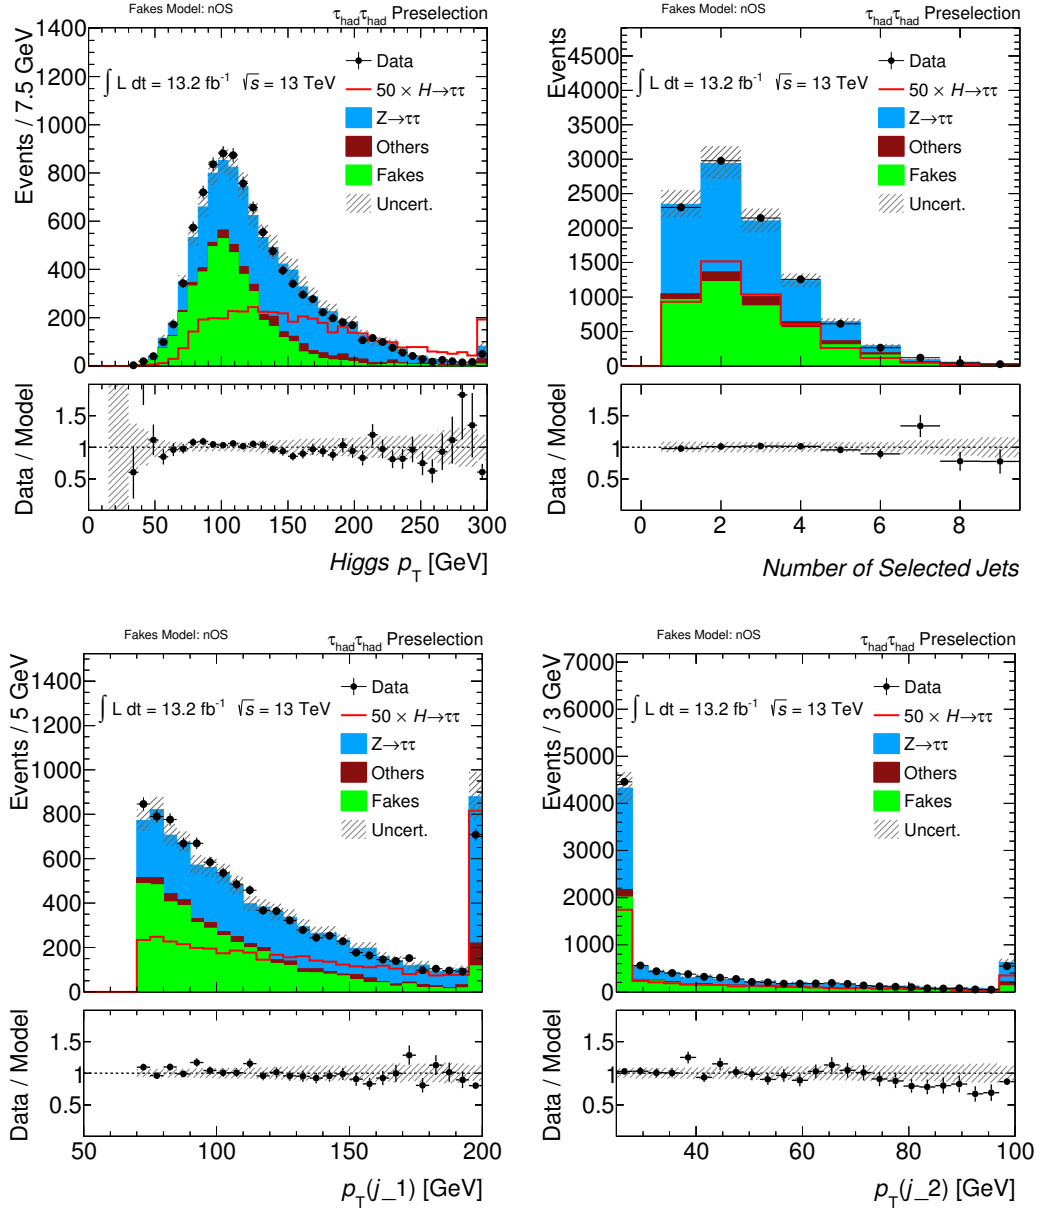 Fakes Model: nOS
τhadτhad Preselection
Events / 7.5 GeV
1400
1200
1000
800
600
400
200
0
∫ L dt = 13.2 fb⁻¹ √s = 13 TeV
Data
50 × H→ττ
Z→ττ
Others
Fakes
Uncert.
Data / Model
1.5
1
0.5
0 50 100 150 200 250 300
Higgs pT [GeV]
Fakes Model: nOS
τhadτhad Preselection
Events
4500
4000
3500
3000
2500
2000
1500
1000
500
0
∫ L dt = 13.2 fb⁻¹ √s = 13 TeV
Data
50 × H→ττ
Z→ττ
Others
Fakes
Uncert.
Data / Model
1.5
1
0.5
0 2 4 6 8
Number of Selected Jets
Fakes Model: nOS
τhadτhad Preselection
Events / 5 GeV
1400
1200
1000
800
600
400
200
0
∫ L dt = 13.2 fb⁻¹ √s = 13 TeV
Data
50 × H→ττ
Z→ττ
Others
Fakes
Uncert.
Data / Model
1.5
1
0.5
50 100 150 200
pT(j_1) [GeV]
Fakes Model: nOS
τhadτhad Preselection
Events / 3 GeV
7000
6000
5000
4000
3000
2000
1000
0
∫ L dt = 13.2 fb⁻¹ √s = 13 TeV
Data
50 × H→ττ
Z→ττ
Others
Fakes
Uncert.
Data / Model
1.5
1
0.5
40 60 80 100
pT(j_2) [GeV]